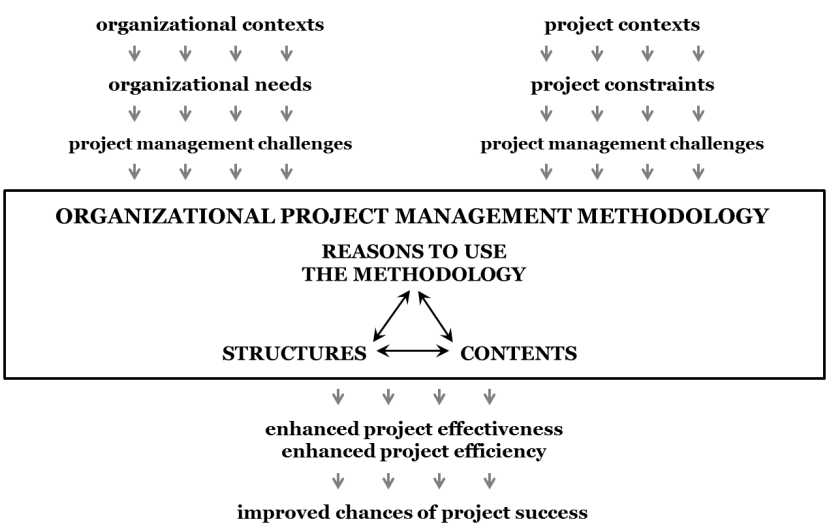 organizational contexts
project contexts
organizational needs
project constraints
project management challenges
project management challenges
ORGANIZATIONAL PROJECT MANAGEMENT METHODOLOGY
REASONS TO USE
THE METHODOLOGY
STRUCTURES
CONTENTS
enhanced project effectiveness
enhanced project efficiency
improved chances of project success